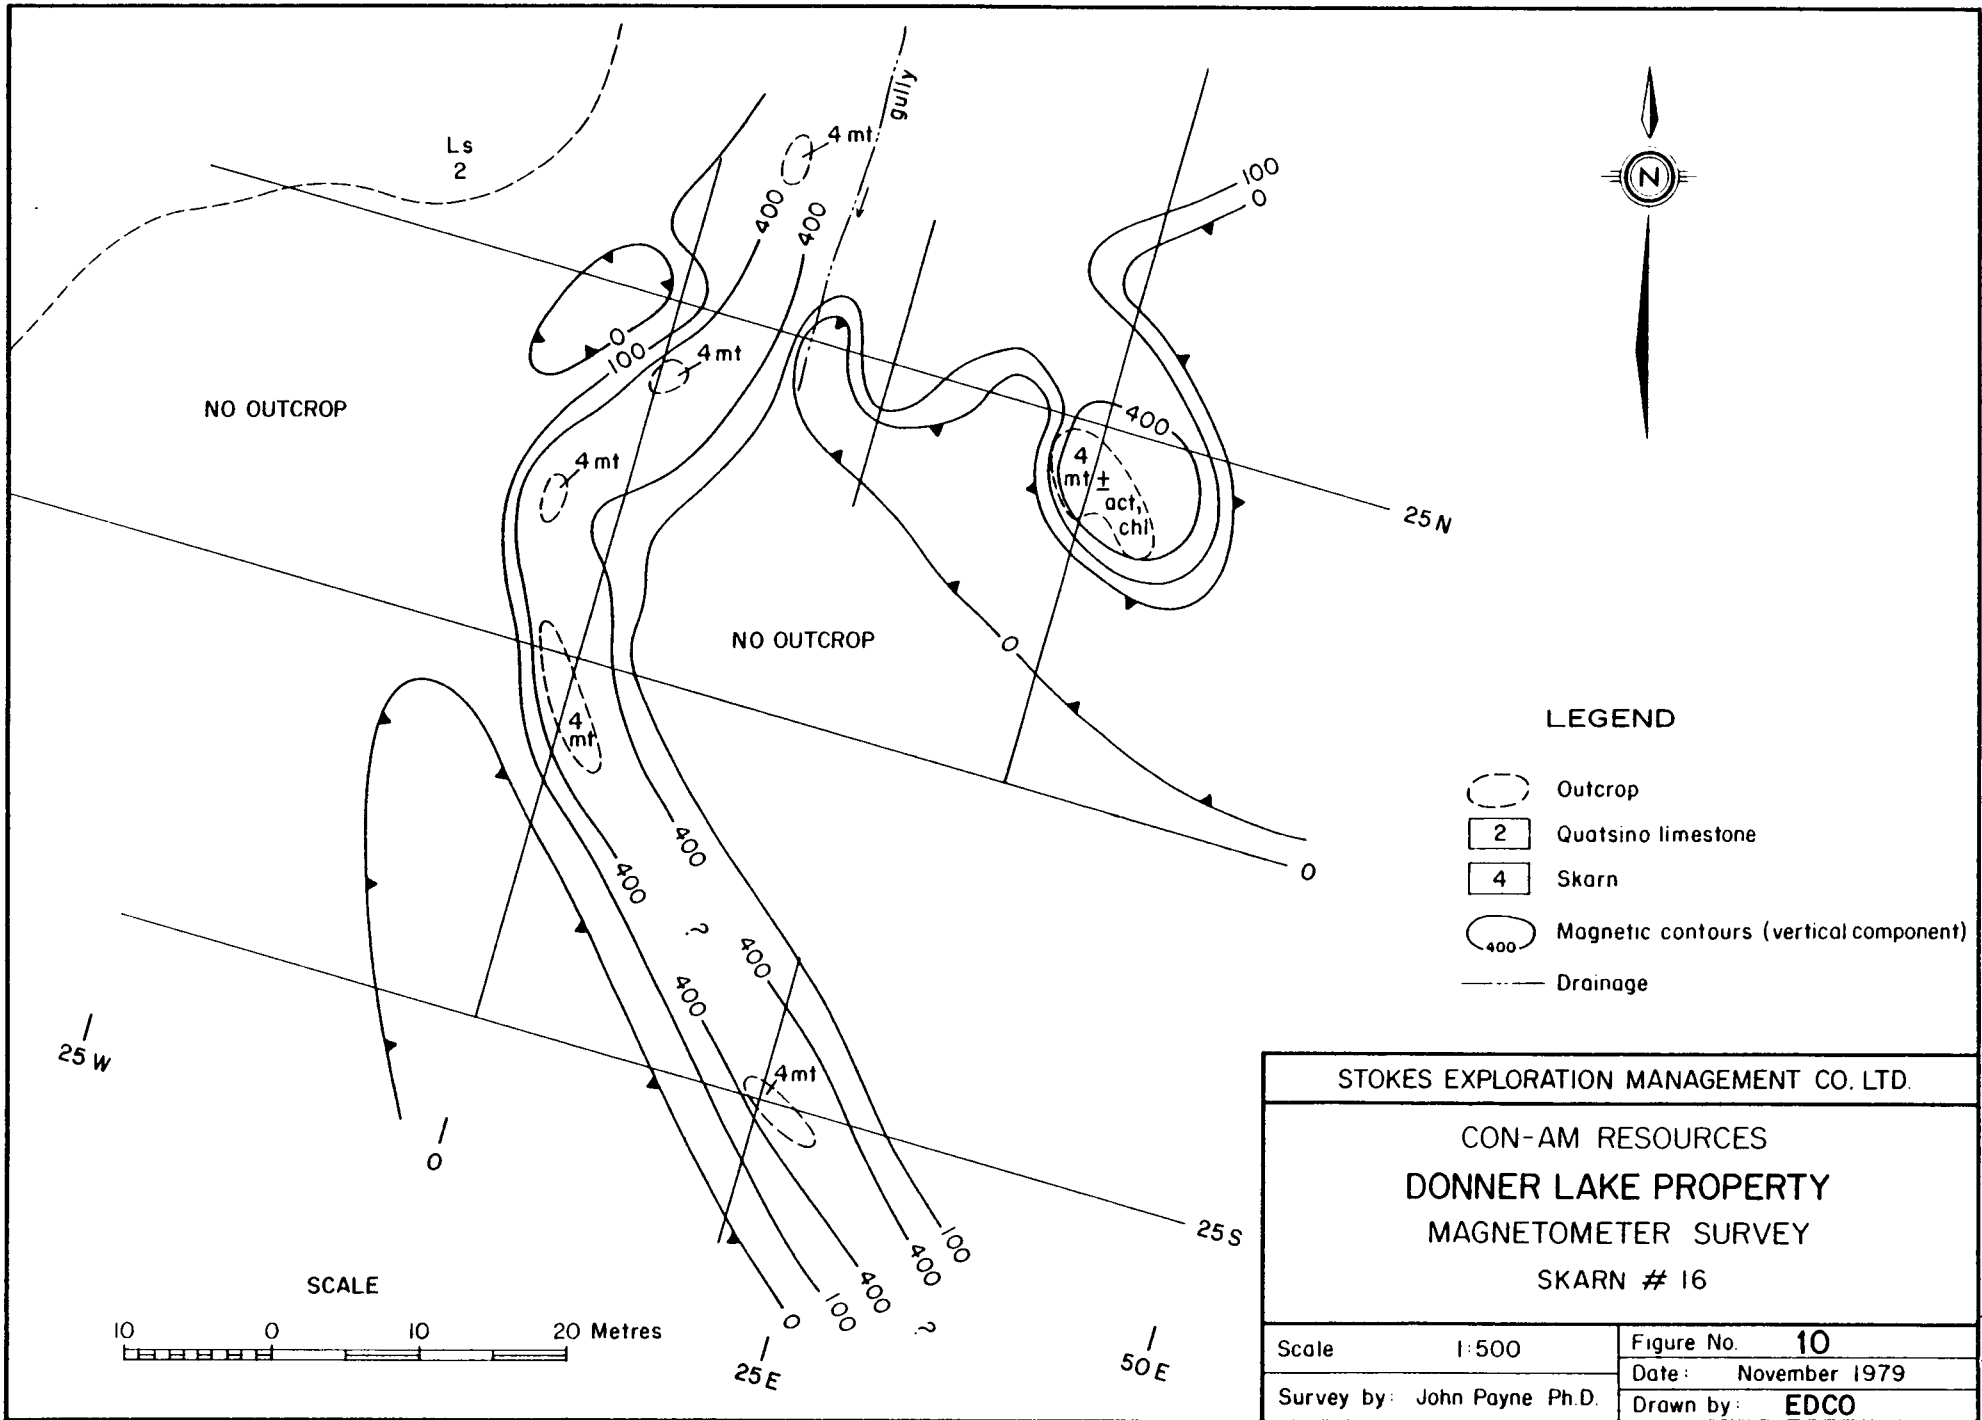 gully
4 mt
Ls
2
100
0
400
400
0
100
4 mt
NO OUTCROP
400
4 mt
4
mt ±
act,
chl
25 N
NO OUTCROP
0
4
mt
400
0
400
?
400
400
25 W
4 mt
0
25 S
100
400
400
100
0
?
25 E
50 E
SCALE
10 0 10 20 Metres
N
LEGEND
Outcrop
2 Quatsino limestone
4 Skarn
400 Magnetic contours (vertical component)
Drainage
STOKES EXPLORATION MANAGEMENT CO. LTD.
CON-AM RESOURCES
DONNER LAKE PROPERTY
MAGNETOMETER SURVEY
SKARN # 16
Scale 1:500
Figure No. 10
Date: November 1979
Survey by: John Payne Ph.D.
Drawn by: EDCO